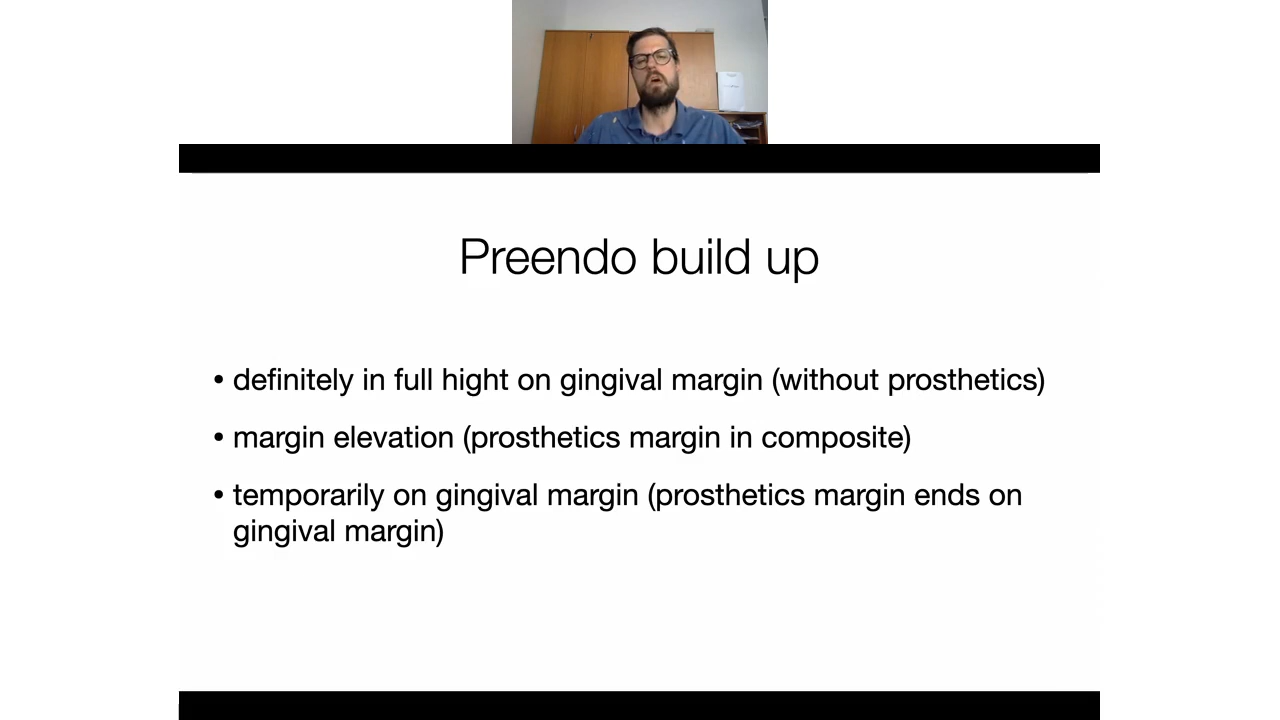 Preendo build up
• definitely in full hight on gingival margin (without prosthetics)
• margin elevation (prosthetics margin in composite)
• temporarily on gingival margin (prosthetics margin ends on
gingival margin)